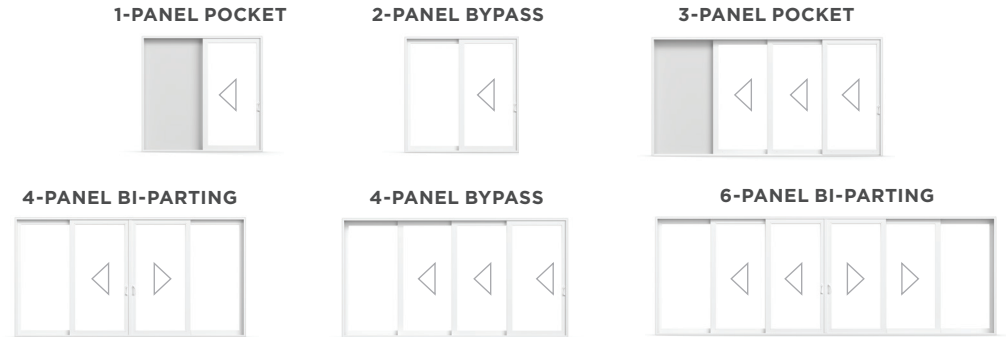 1-PANEL POCKET
2-PANEL BYPASS
3-PANEL POCKET
4-PANEL BI-PARTING
4-PANEL BYPASS
6-PANEL BI-PARTING